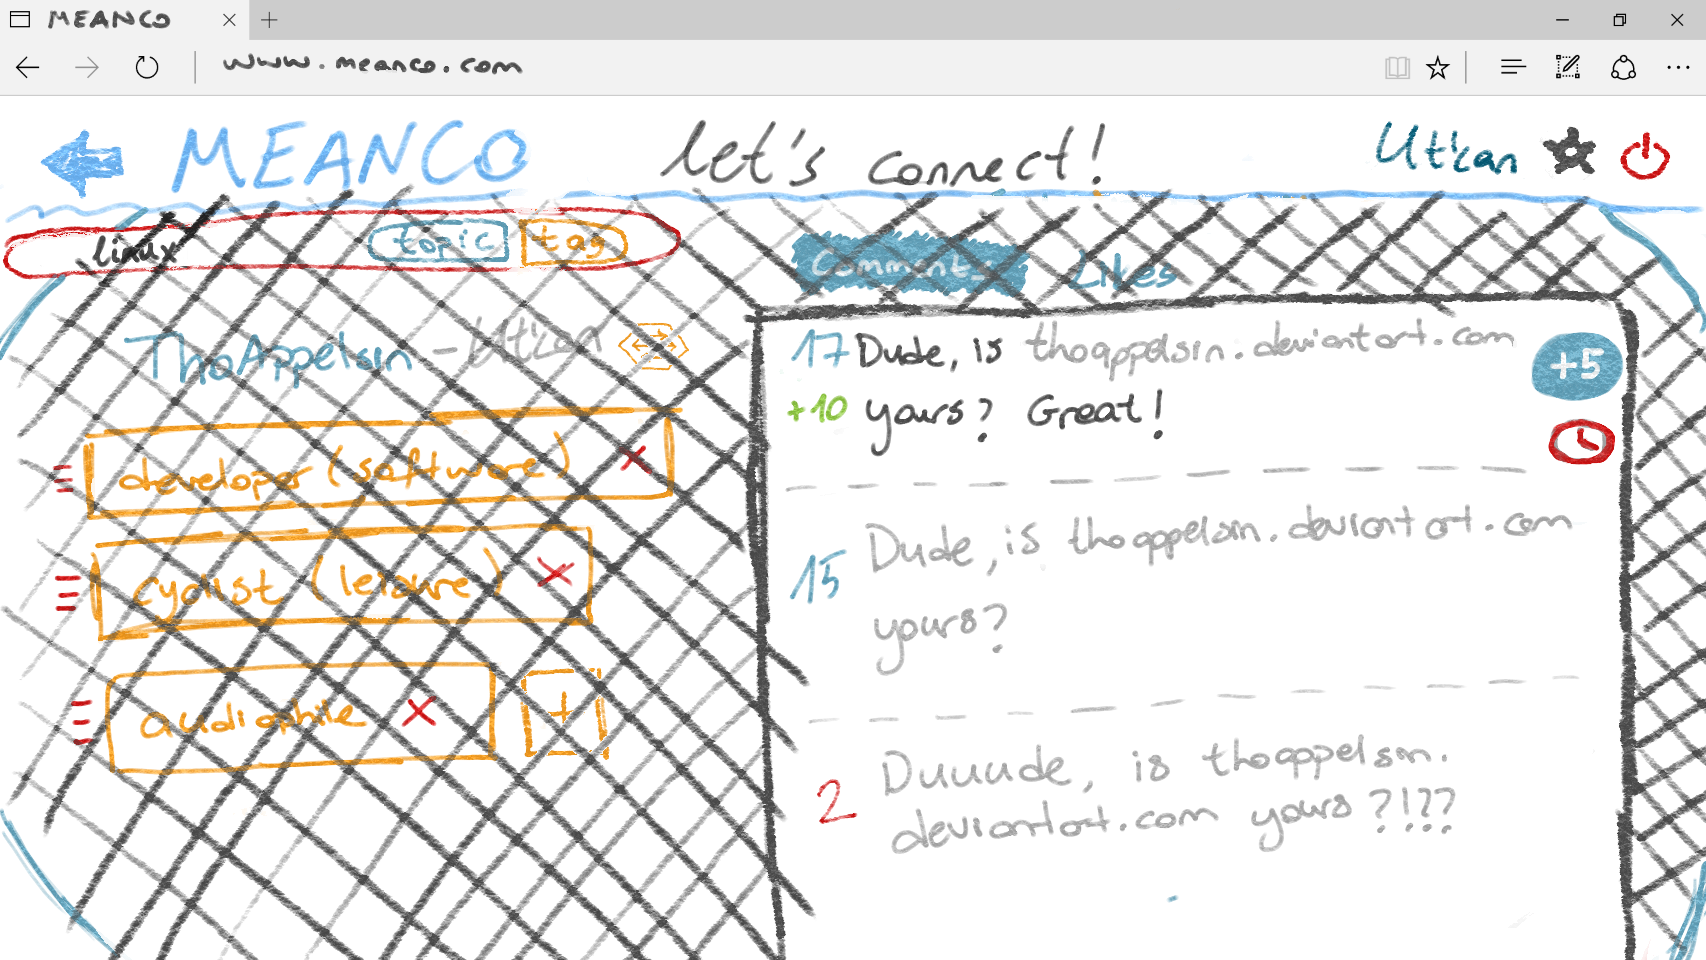 MEANCO
www.meanco.com
MEANCO let's connect! Utkan
linux topic tag
Comments Likes
ThoAppelsin - Utkan
developer (software) X
cyclist (leisure) X
audiophile X +
17 Dude, is thoappelsin.deviantart.com +5
+10 yours? Great!
15 Dude, is thoappelsin.deviantart.com
yours?
2 Duuude, is thoappelsin.
deviantart.com yours?!??